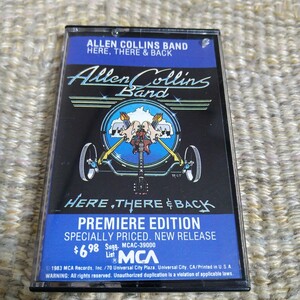 ALLEN COLLINS BAND
HERE, THERE & BACK
Allen Collins
Band
HERE, THERE & BACK
PREMIERE EDITION
SPECIALLY PRICED. NEW RELEASE
$6.98 Sugg. List MCAC-39000
MCA
©1983 MCA Records, Inc. / 70 Universal City Plaza, Universal City, CA/Printed in U S A
WARNING: All rights reserved. Unauthorized duplication is a violation of applicable laws.